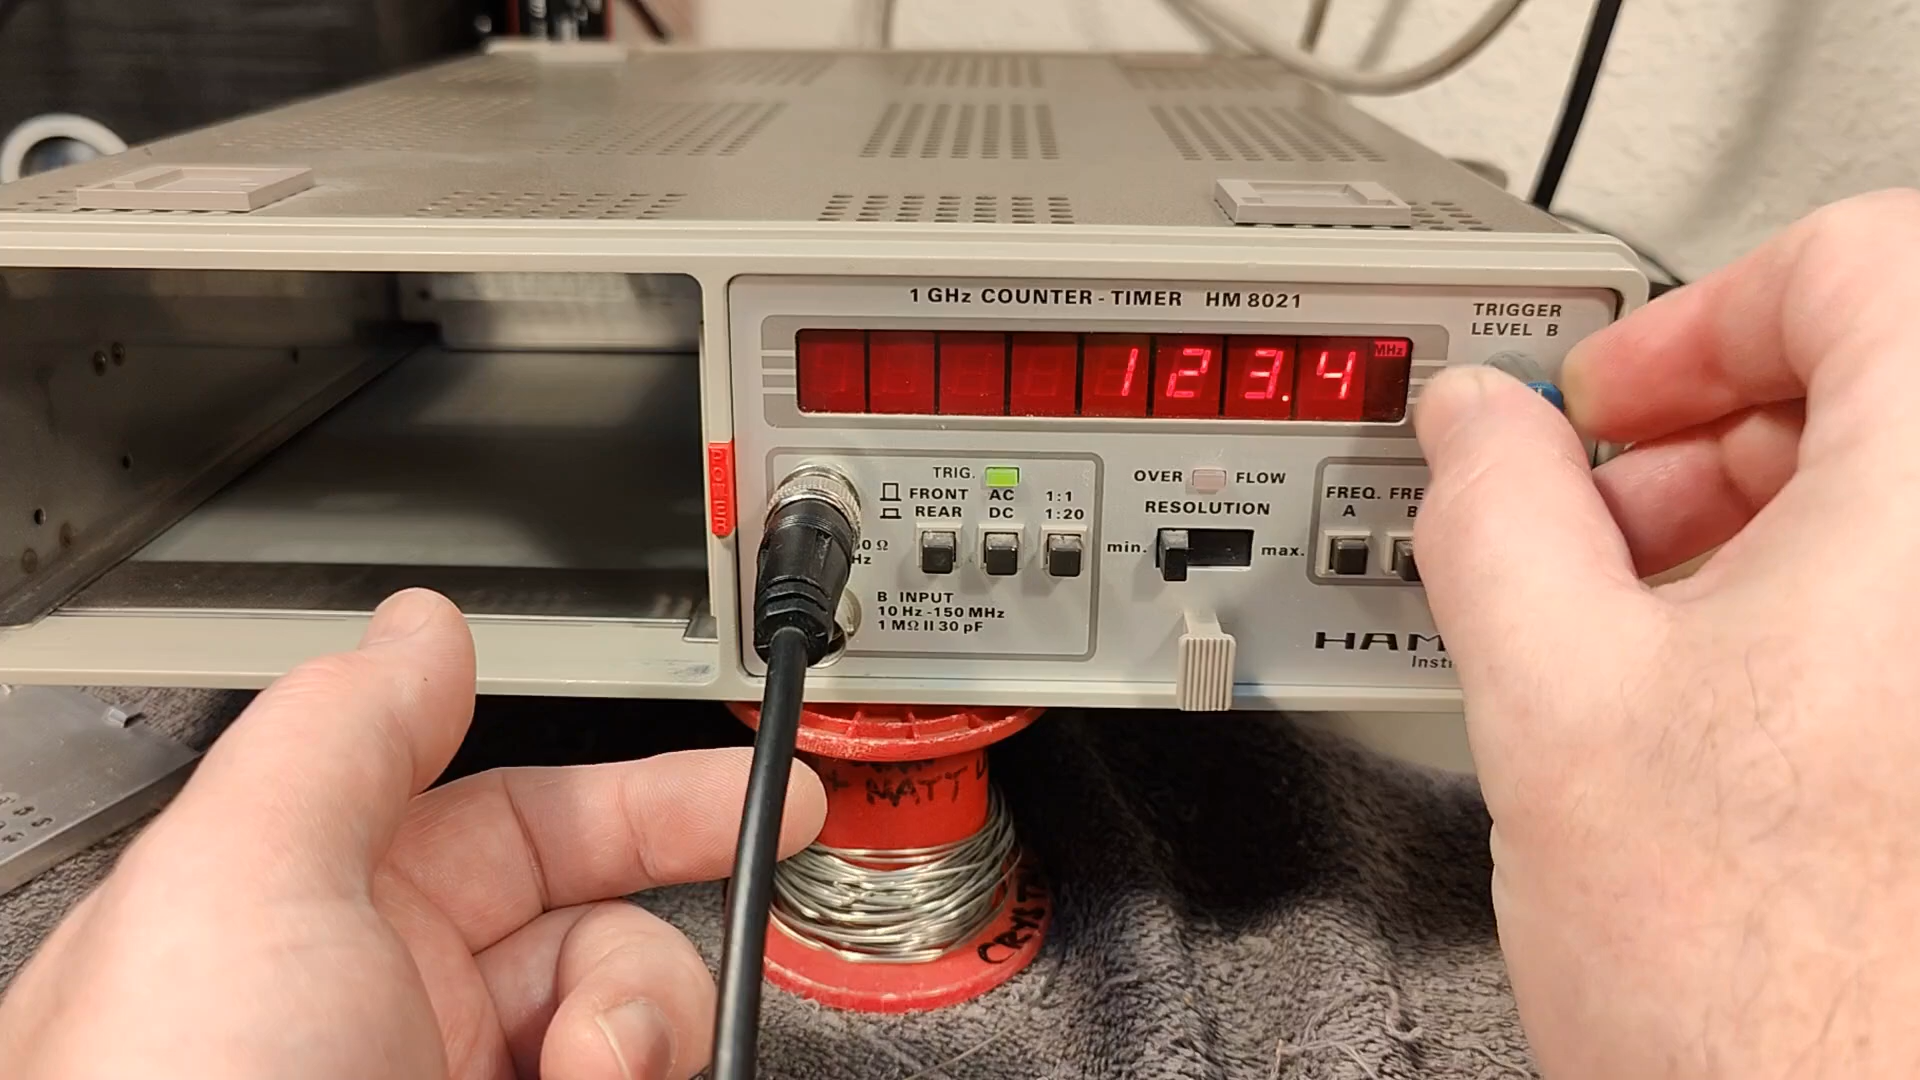 1 GHz COUNTER - TIMER HM 8021
TRIGGER
LEVEL B
123.4
MHz
POWER
TRIG.
FRONT AC 1:1
REAR DC 1:20
OVER FLOW
RESOLUTION
min. max.
FREQ.
A
B INPUT
10 Hz -150 MHz
1 MΩ II 30 pF
MATT